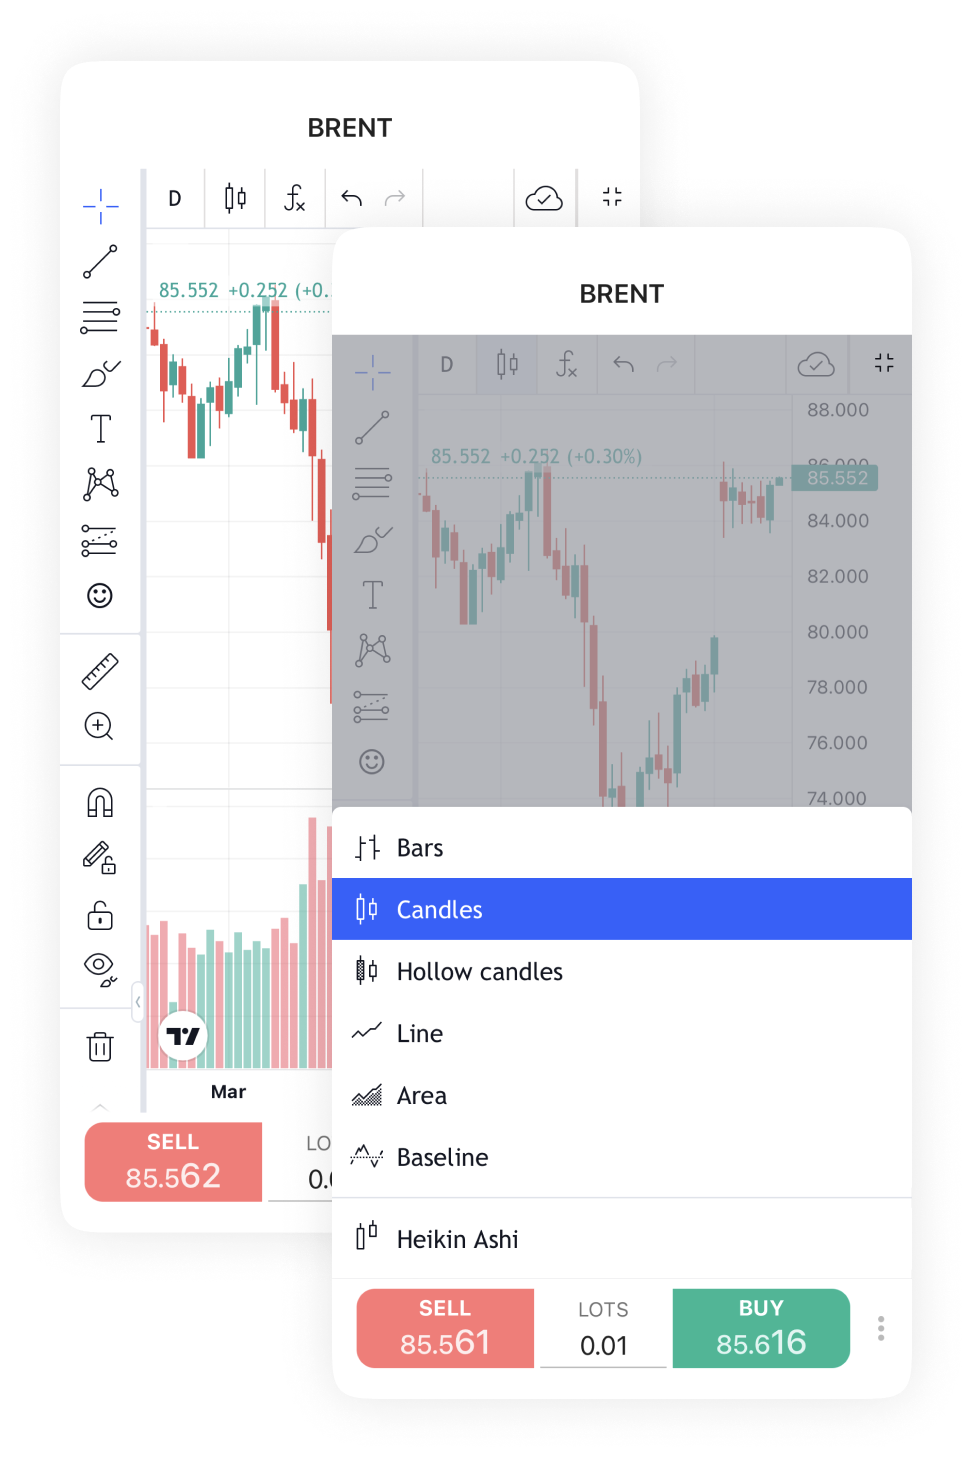 BRENT
D
85.552 +0.252 (+0.
Mar
SELL
85.562
LO
0.
BRENT
D
88.000
85.552 +0.252 (+0.30%)
86.000
85.552
84.000
82.000
80.000
78.000
76.000
74.000
Bars
Candles
Hollow candles
Line
Area
Baseline
Heikin Ashi
SELL
85.561
LOTS
0.01
BUY
85.616